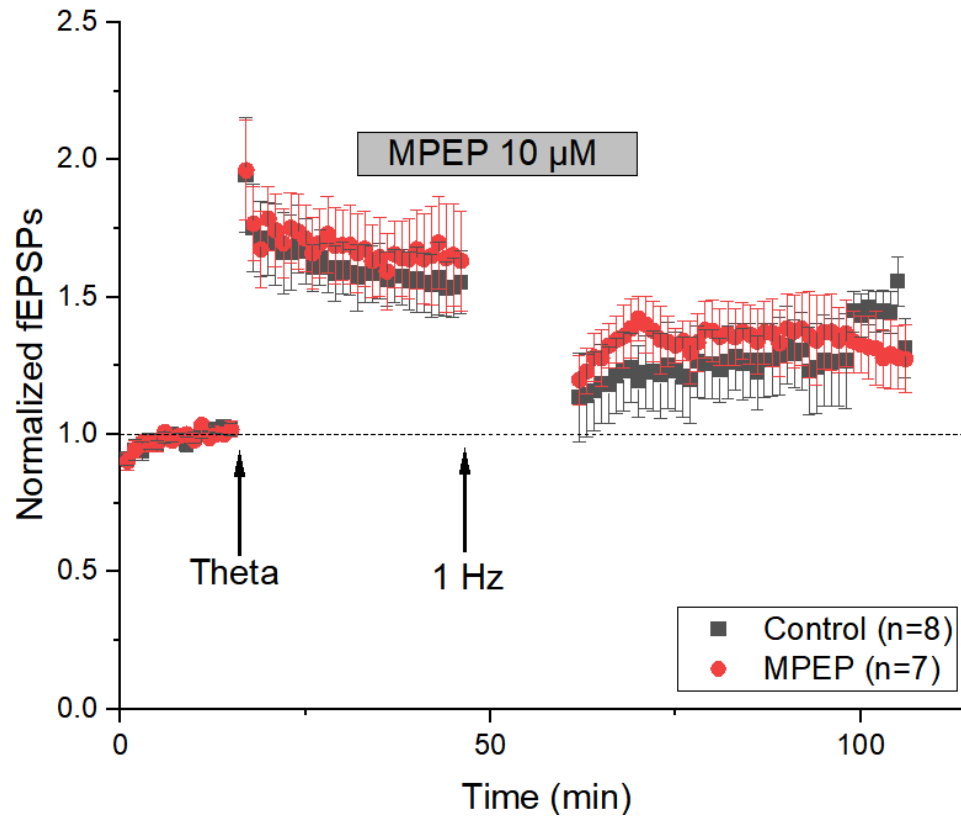 2.5
MPEP 10 µM
2.0
1.5
1.0
0.5
0.0
Normalized fEPSPs
Theta
1 Hz
Control (n=8)
MPEP (n=7)
0
50
100
Time (min)